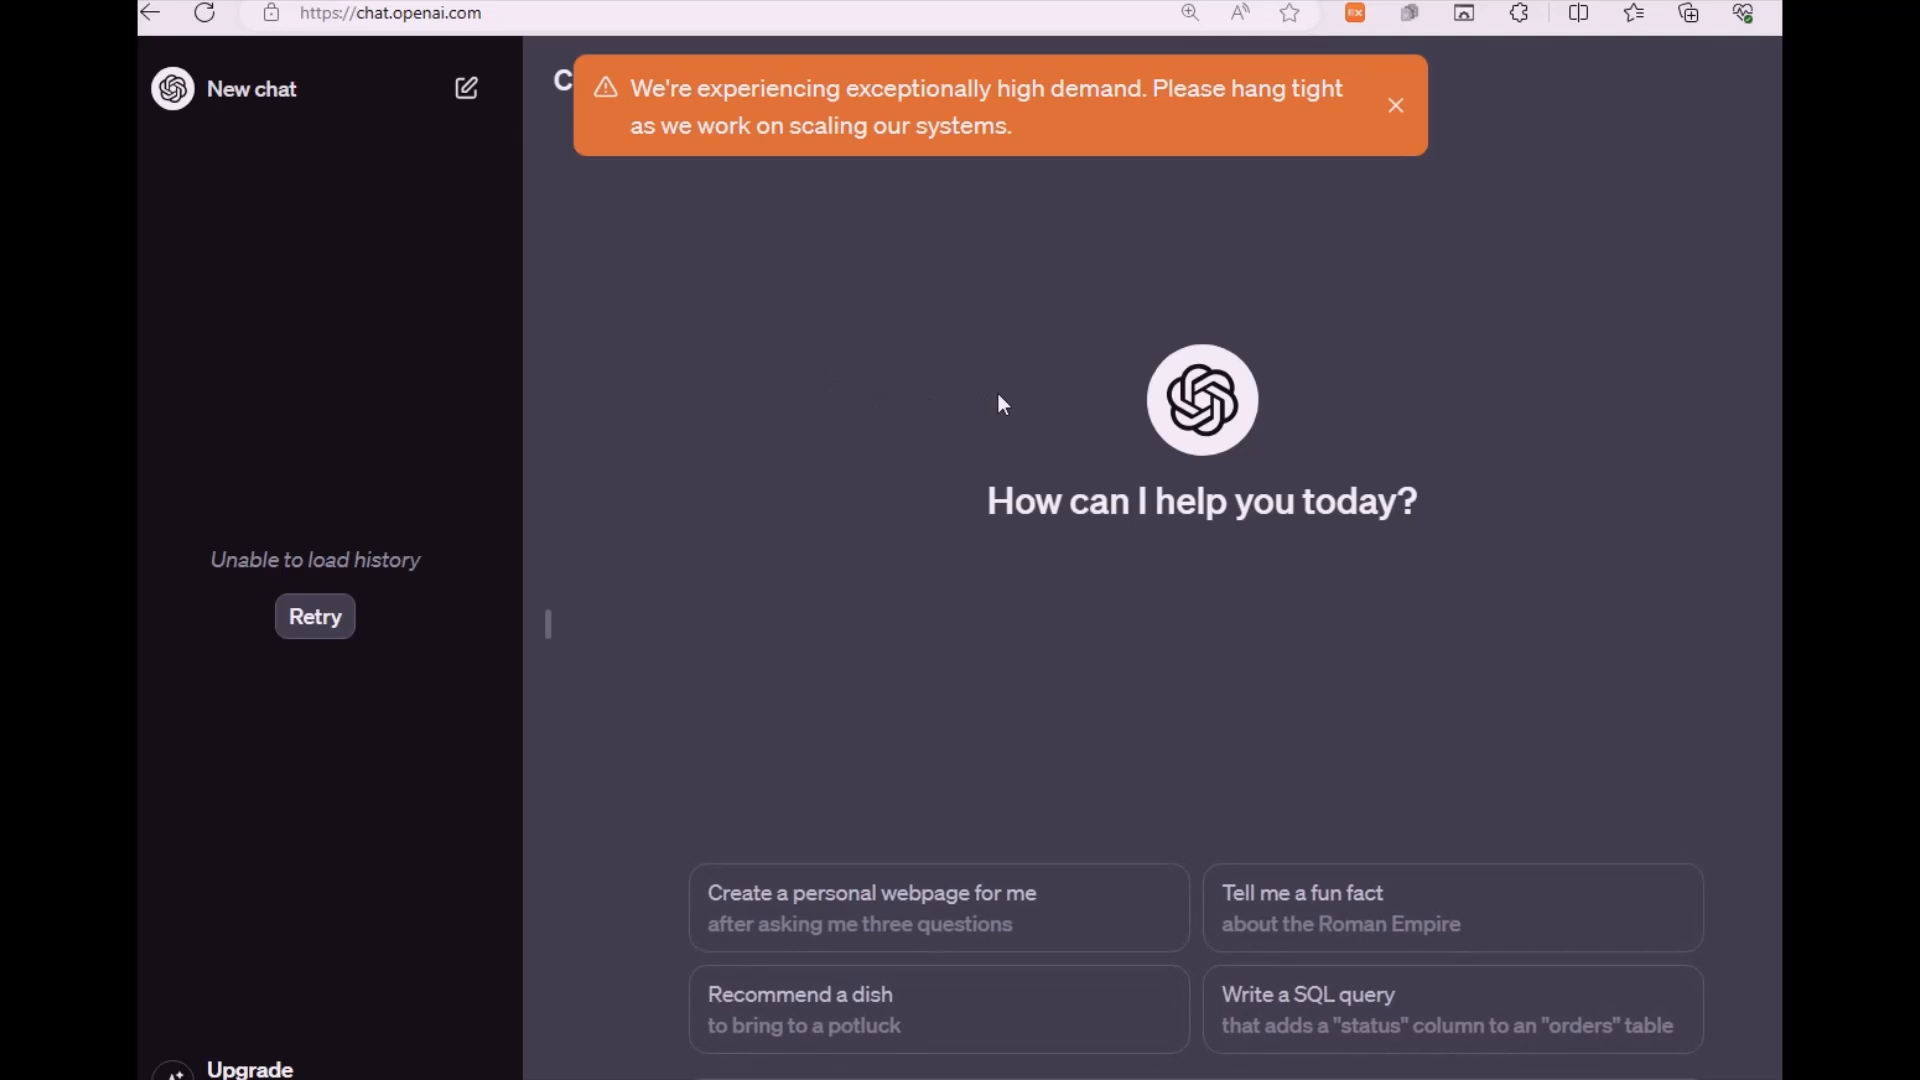 https://chat.openai.com
EX
New chat
C
We're experiencing exceptionally high demand. Please hang tight
as we work on scaling our systems.
How can I help you today?
Unable to load history
Retry
Create a personal webpage for me
after asking me three questions
Tell me a fun fact
about the Roman Empire
Recommend a dish
to bring to a potluck
Write a SQL query
that adds a "status" column to an "orders" table
Upgrade